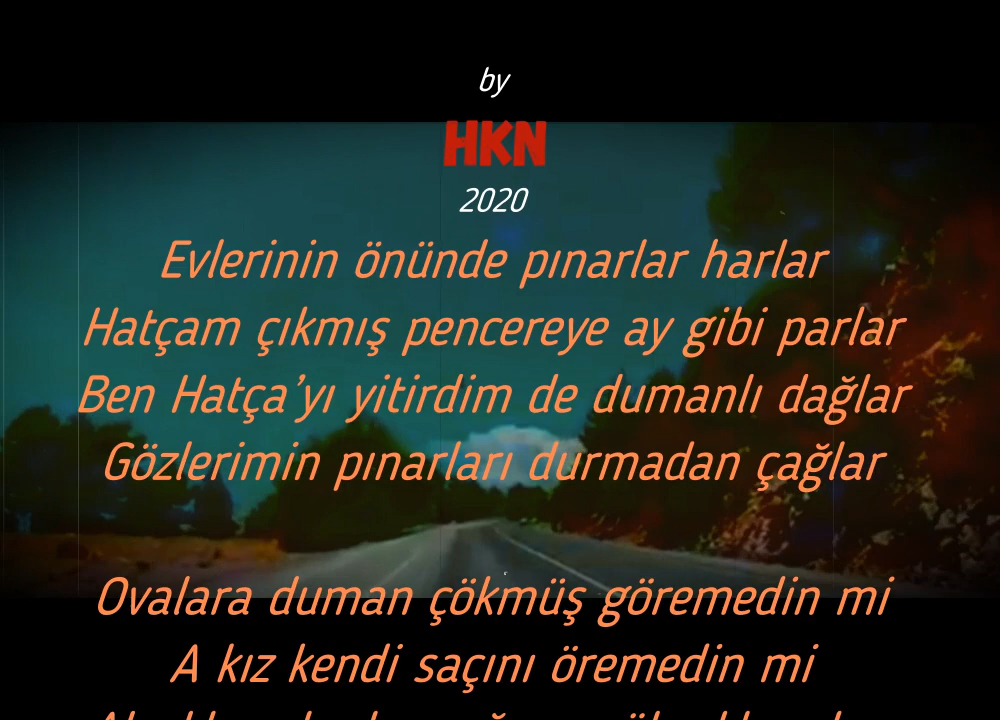 by
HKN
2020
Evlerinin önünde pınarlar harlar
Hatçam çıkmış pencereye ay gibi parlar
Ben Hatça’yı yitirdim de dumanlı dağlar
Gözlerimin pınarları durmadan çağlar
Ovalara duman çökmüş göremedin mi
A kız kendi saçını öremedin mi